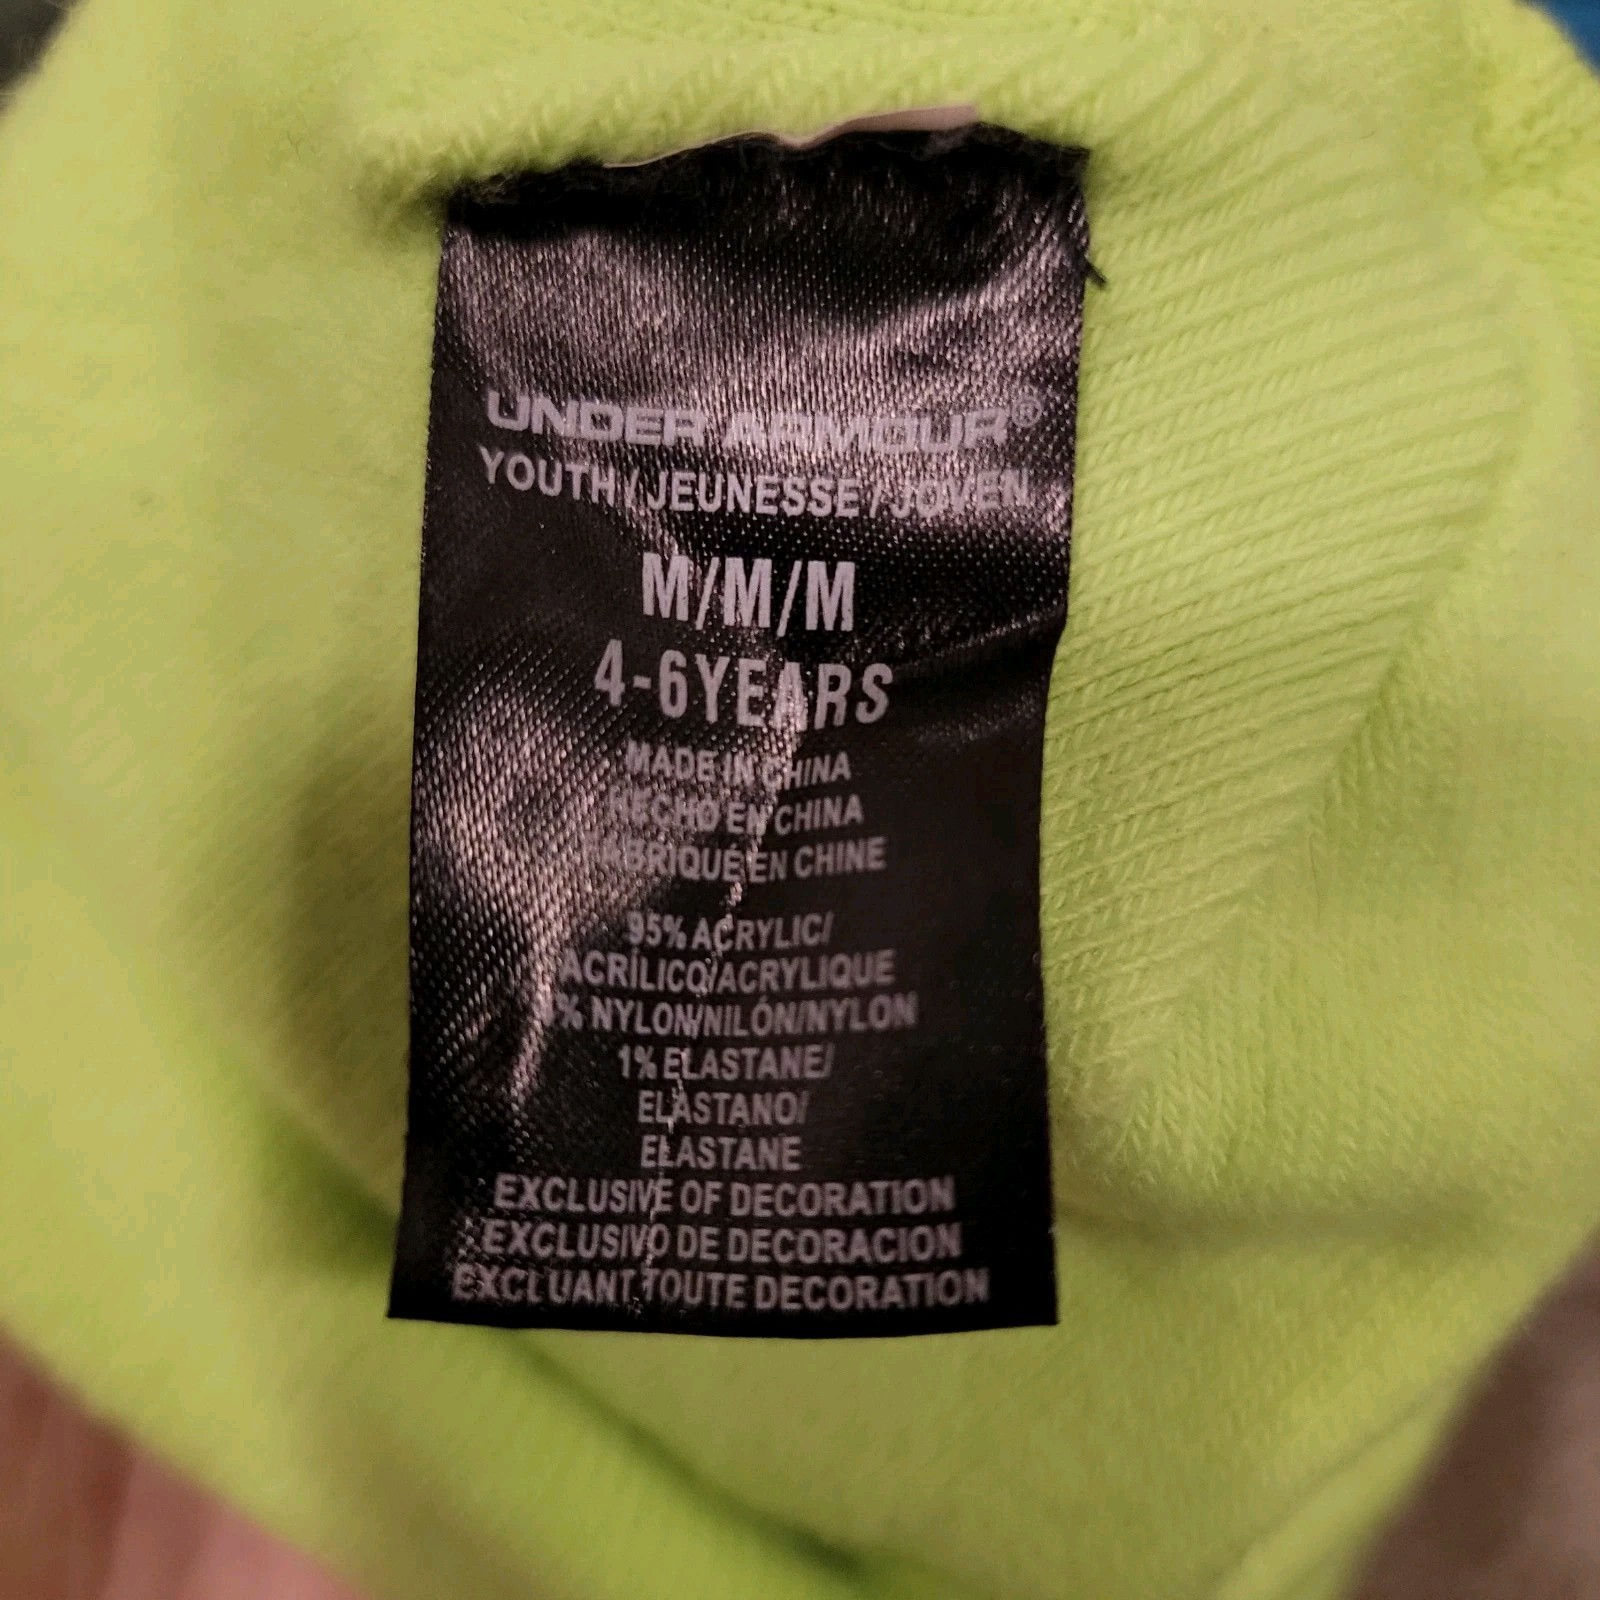 UNDER ARMOUR®
YOUTH/JEUNESSE/JOVEN
M/M/M
4-6YEARS
MADE IN CHINA
HECHO EN CHINA
FABRIQUÉ EN CHINE
95% ACRYLIC/
ACRÍLICO/ACRYLIQUE
% NYLON/NILÓN/NYLON
1% ELASTANE/
ELASTANO/
ELASTANE
EXCLUSIVE OF DECORATION
EXCLUSIVO DE DECORACION
EXCLUANT TOUTE DECORATION